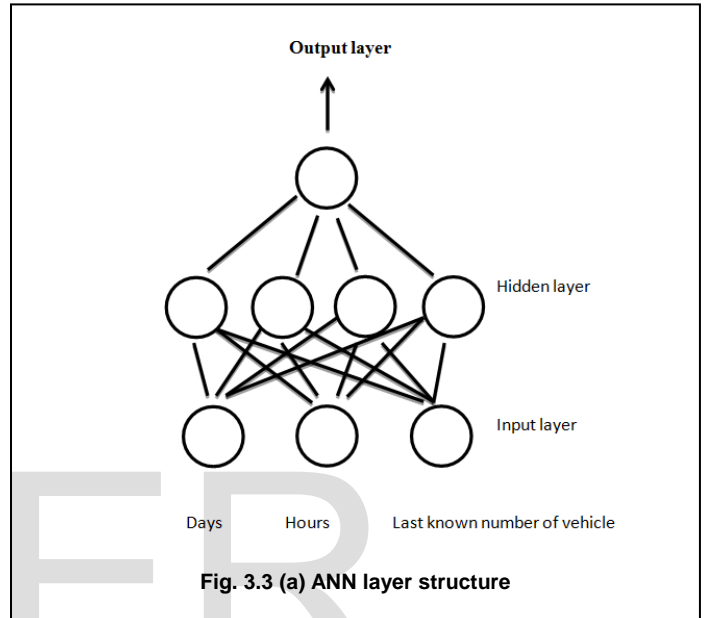 Output layer
Hidden layer
Input layer
Days Hours Last known number of vehicle
Fig. 3.3 (a) ANN layer structure
ER